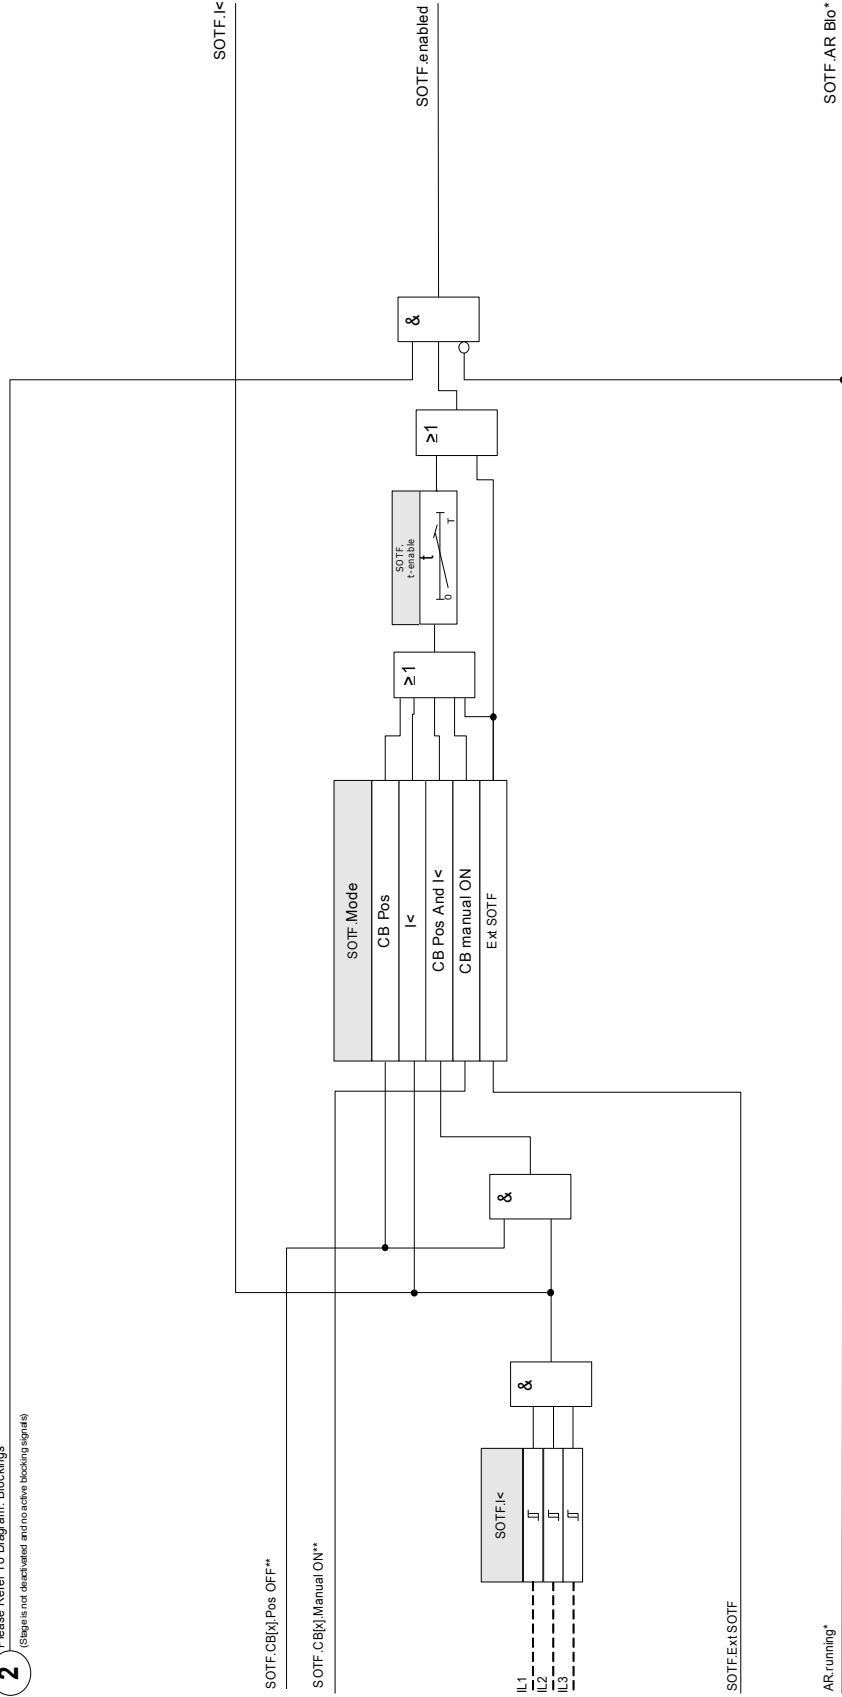 2
Please Refer To Diagram: Blockings
(Stage is not deactivated and no active blocking signals)
SOTF.I<
SOTF.enabled
SOTF.AR Blo*
&
≥1
SOTF.
t-enable
t
0
T
≥1
SOTF.Mode
CB Pos
I<
CB Pos And I<
CB manual ON
Ext SOTF
&
&
SOTF.I<
SOTF.CB[x].Pos OFF**
SOTF.CB[x].Manual ON**
IL1
IL2
IL3
SOTF.Ext SOTF
AR.running*